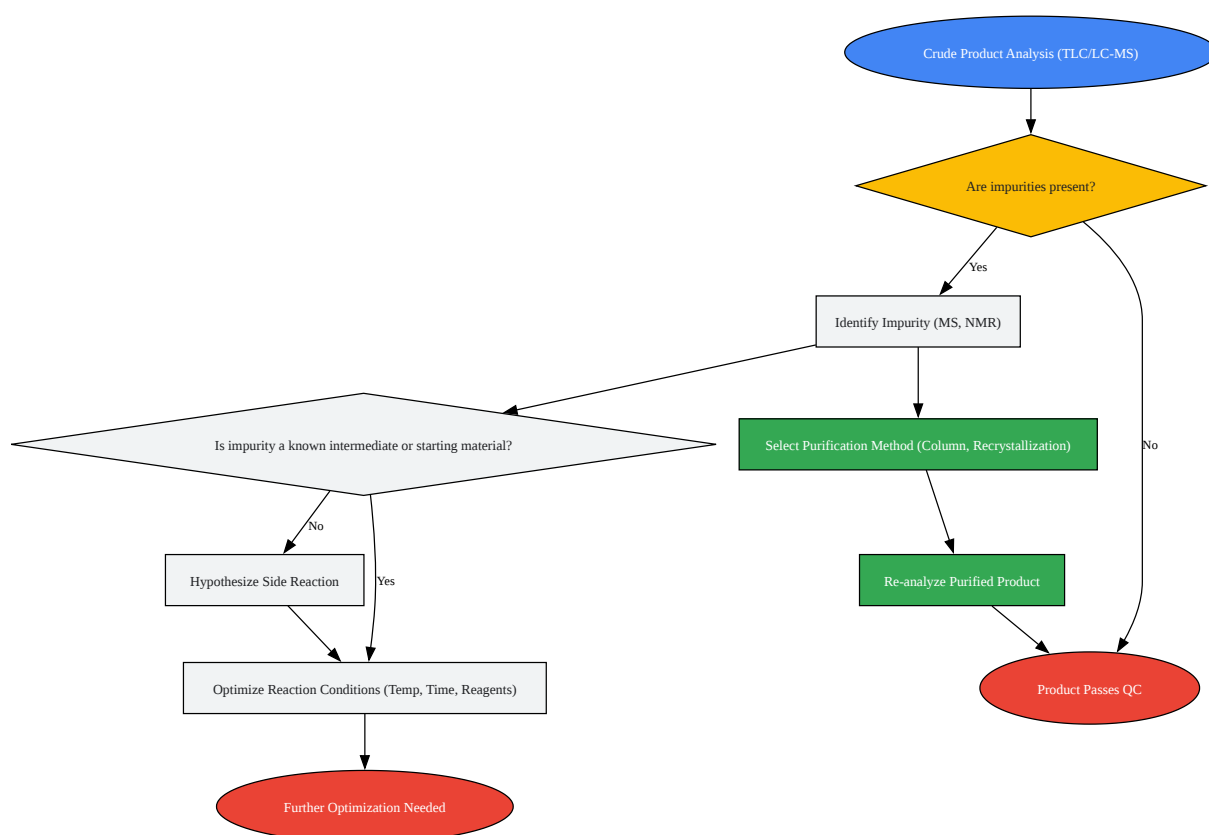 Crude Product Analysis (TLC/LC-MS)
Are impurities present?
Yes
Identify Impurity (MS, NMR)
Is impurity a known intermediate or starting material?
Select Purification Method (Column, Recrystallization)
No
No
Hypothesize Side Reaction
Yes
Re-analyze Purified Product
Optimize Reaction Conditions (Temp, Time, Reagents)
Product Passes QC
Further Optimization Needed